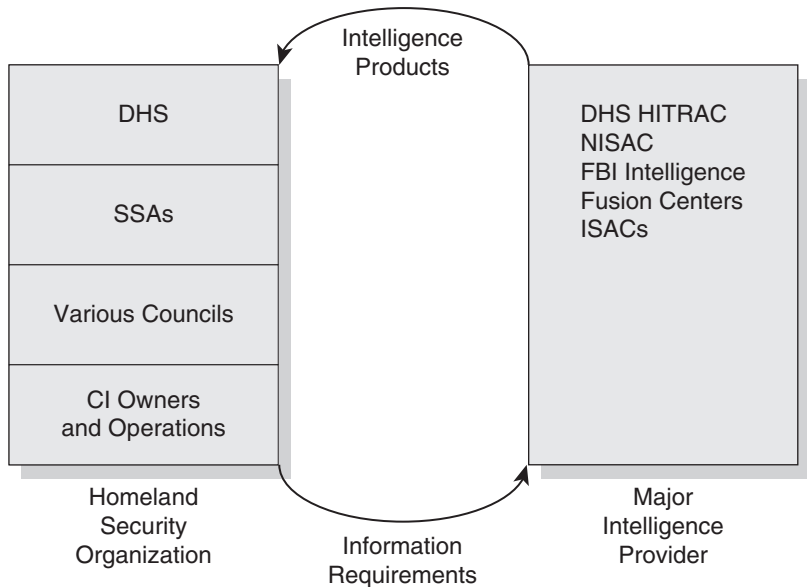 Intelligence
Products
DHS
SSAs
Various Councils
CI Owners
and Operations
DHS HITRAC
NISAC
FBI Intelligence
Fusion Centers
ISACs
Homeland
Security
Organization
Information
Requirements
Major
Intelligence
Provider